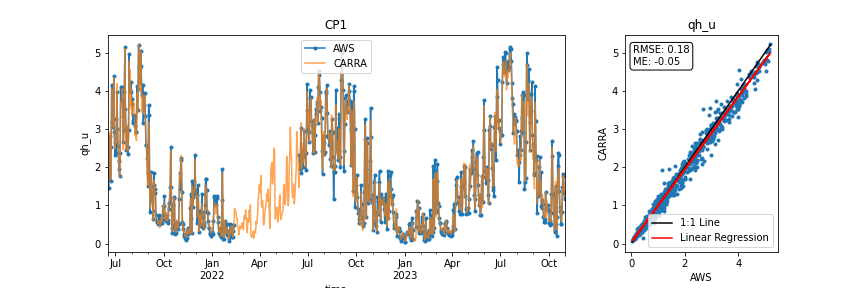 CP1
qh_u
AWS
CARRA
5
4
3
2
1
0
Jul
Oct
Jan
2022
Apr
Jul
Oct
Jan
2023
Apr
Jul
Oct
qh_u
RMSE: 0.18
ME: -0.05
CARRA
5
4
3
2
1
0
1:1 Line
Linear Regression
0
2
4
AWS